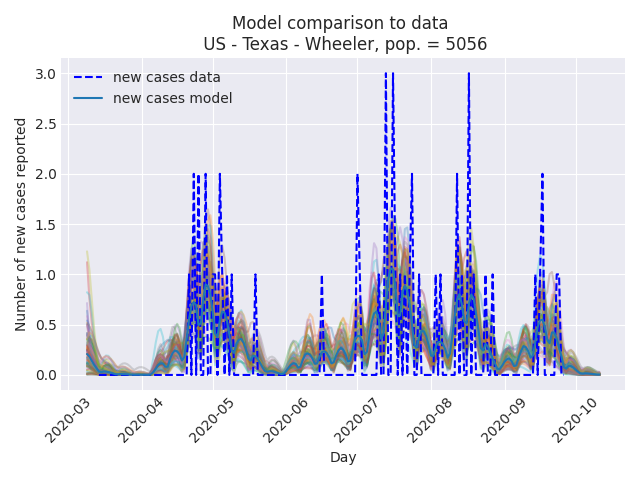 Model comparison to data
US - Texas - Wheeler, pop. = 5056
new cases data
new cases model
Number of new cases reported
3.0
2.5
2.0
1.5
1.0
0.5
0.0
2020-03
2020-04
2020-05
2020-06
2020-07
2020-08
2020-09
2020-10
Day